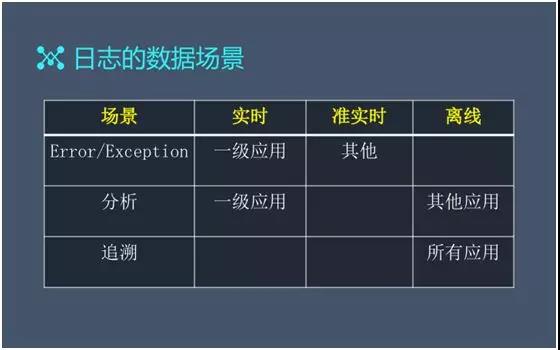 日志的数据场景
场景 实时 准实时 离线
Error/Exception 一级应用 其他
分析 一级应用 其他应用
追溯 所有应用